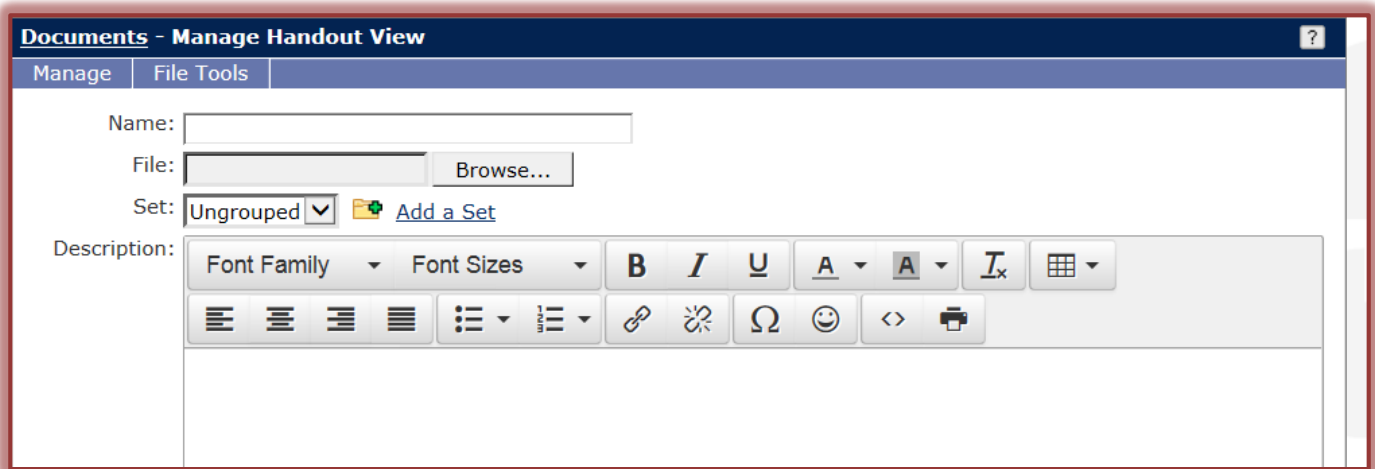 Documents - Manage Handout View ?
Manage File Tools
Name:
File: Browse...
Set: Ungrouped Add a Set
Description: Font Family Font Sizes B I U A A Tx
Ω <>